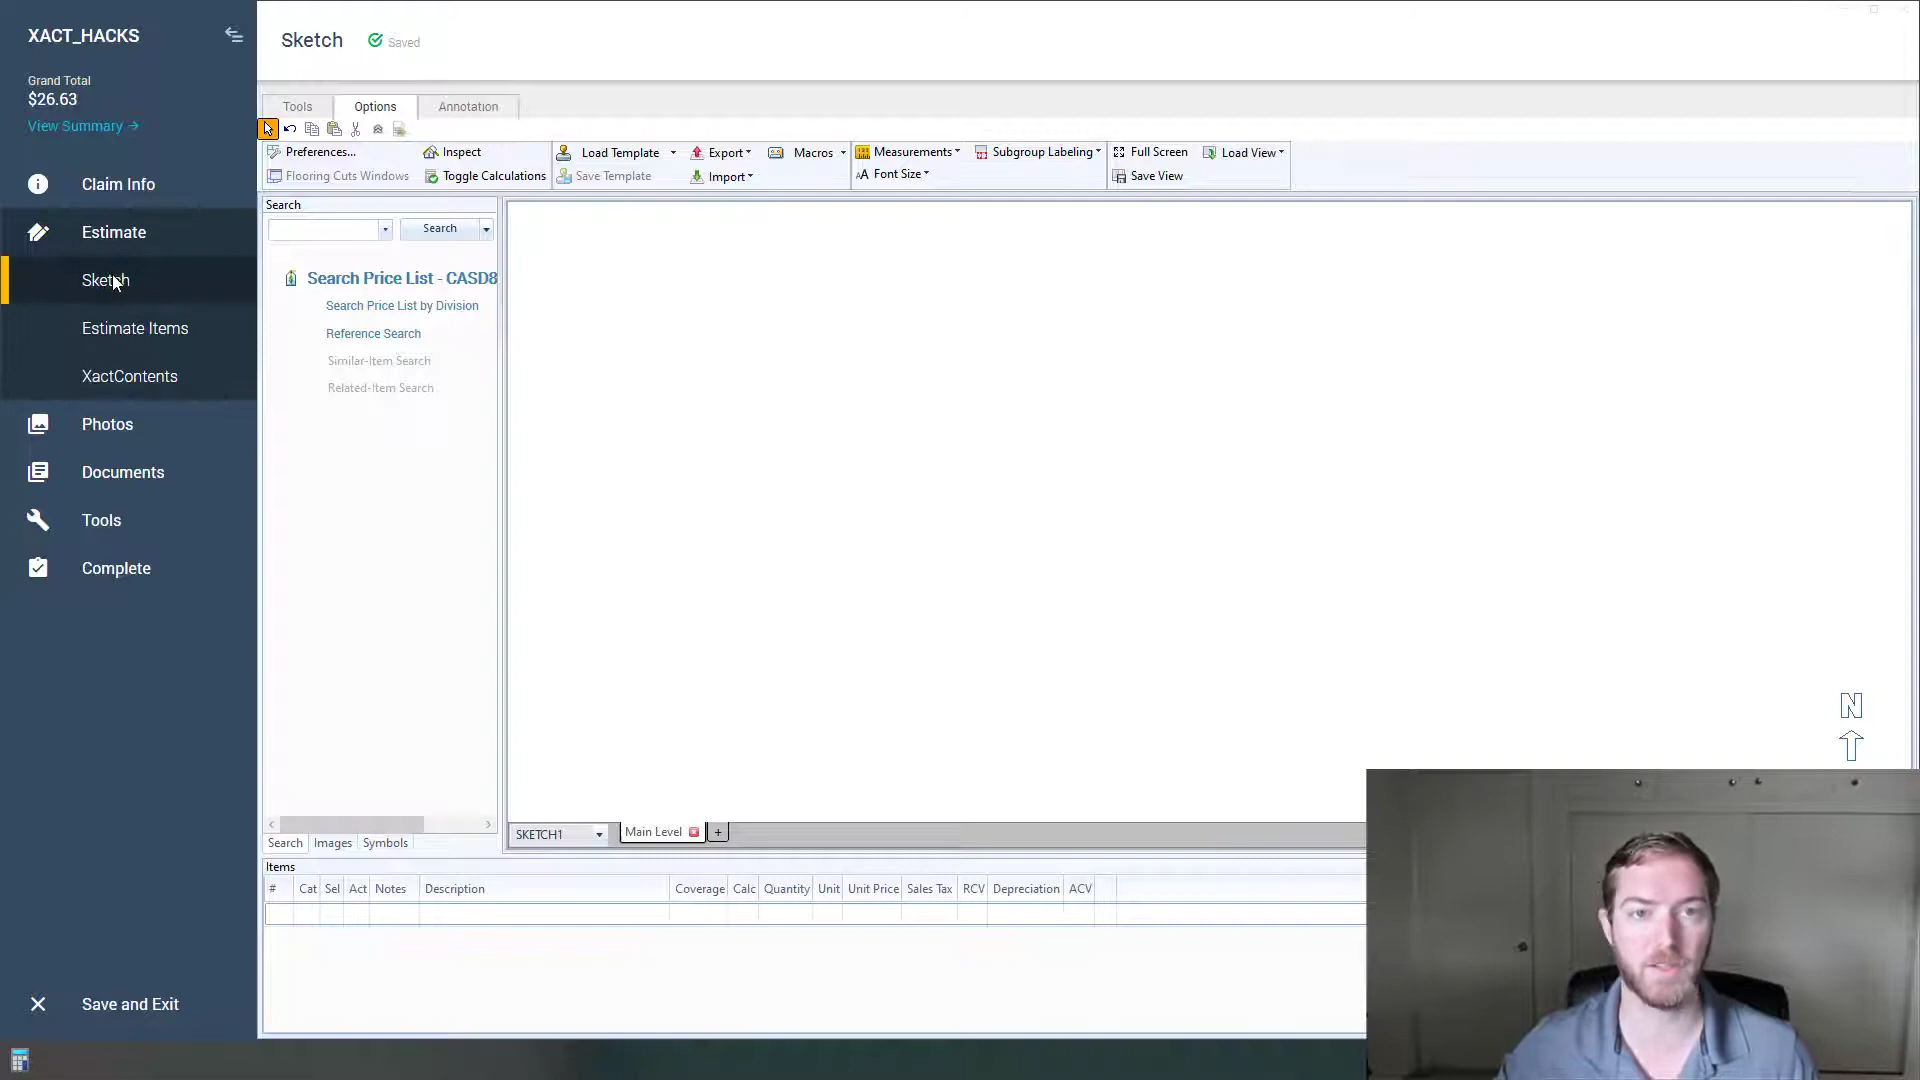 XACT_HACKS
Grand Total
$26.63
View Summary →
Claim Info
Estimate
Sketch
Estimate Items
XactContents
Photos
Documents
Tools
Complete
Save and Exit
Sketch Saved
Tools Options Annotation
Preferences... Inspect Load Template Export Macros Measurements Subgroup Labeling Full Screen Load View
Flooring Cuts Windows Toggle Calculations Save Template Import Font Size Save View
Search
Search
Search Price List - CASD8
Search Price List by Division
Reference Search
Similar-Item Search
Related-Item Search
N
SKETCH1 Main Level +
Search Images Symbols
Items
# Cat Sel Act Notes Description Coverage Calc Quantity Unit Unit Price Sales Tax RCV Depreciation ACV